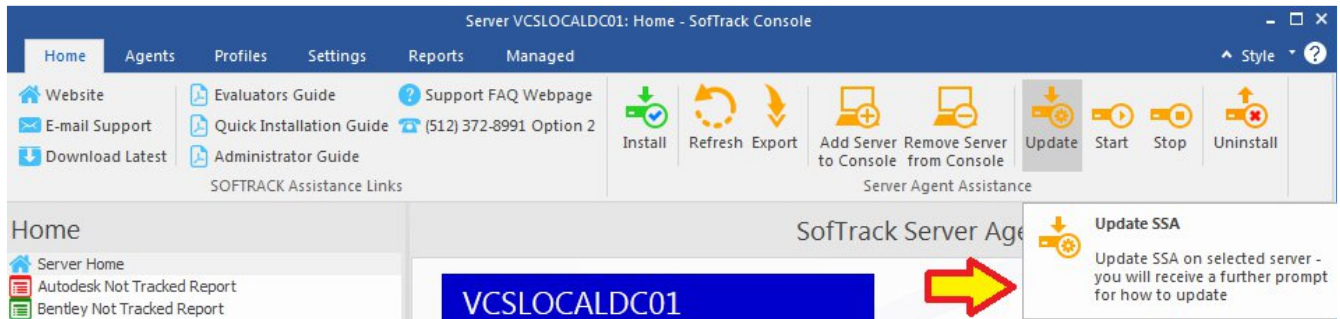 Server VCSLOCALDC01: Home - SofTrack Console
Home Agents Profiles Settings Reports Managed Style
Website Evaluators Guide Support FAQ Webpage
E-mail Support Quick Installation Guide (512) 372-8991 Option 2
Download Latest Administrator Guide
SOFTRACK Assistance Links
Install Refresh Export Add Server to Console Remove Server from Console Update Start Stop Uninstall
Server Agent Assistance
Home
Server Home
Autodesk Not Tracked Report
Bentley Not Tracked Report
SofTrack Server Age
VCSLOCALDC01
Update SSA
Update SSA on selected server -
you will receive a further prompt
for how to update